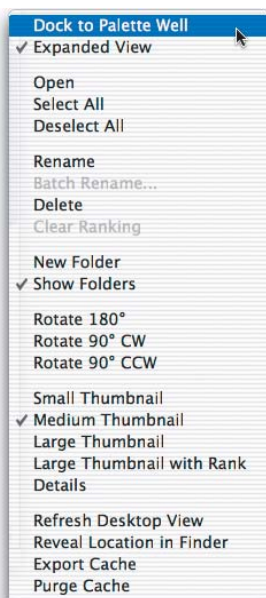 Dock to Palette Well
✓ Expanded View
Open
Select All
Deselect All
Rename
Batch Rename...
Delete
Clear Ranking
New Folder
✓ Show Folders
Rotate 180°
Rotate 90° CW
Rotate 90° CCW
Small Thumbnail
✓ Medium Thumbnail
Large Thumbnail
Large Thumbnail with Rank
Details
Refresh Desktop View
Reveal Location in Finder
Export Cache
Purge Cache